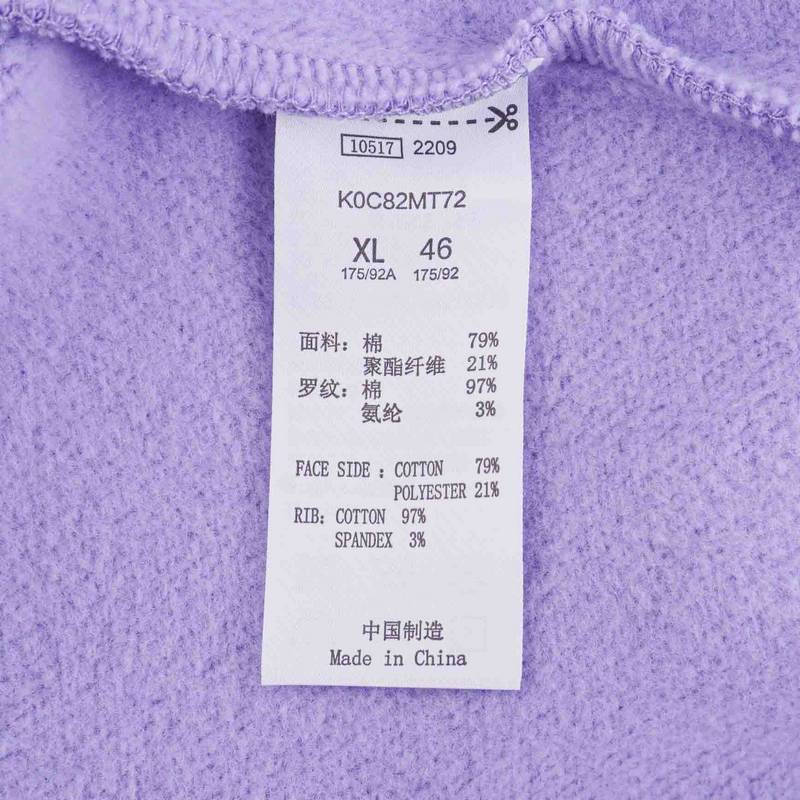 10517 2209
K0C82MT72
XL 46
175/92A 175/92
面料：棉 79%
聚酯纤维 21%
罗纹：棉 97%
氨纶 3%
FACE SIDE : COTTON 79%
POLYESTER 21%
RIB: COTTON 97%
SPANDEX 3%
中国制造
Made in China